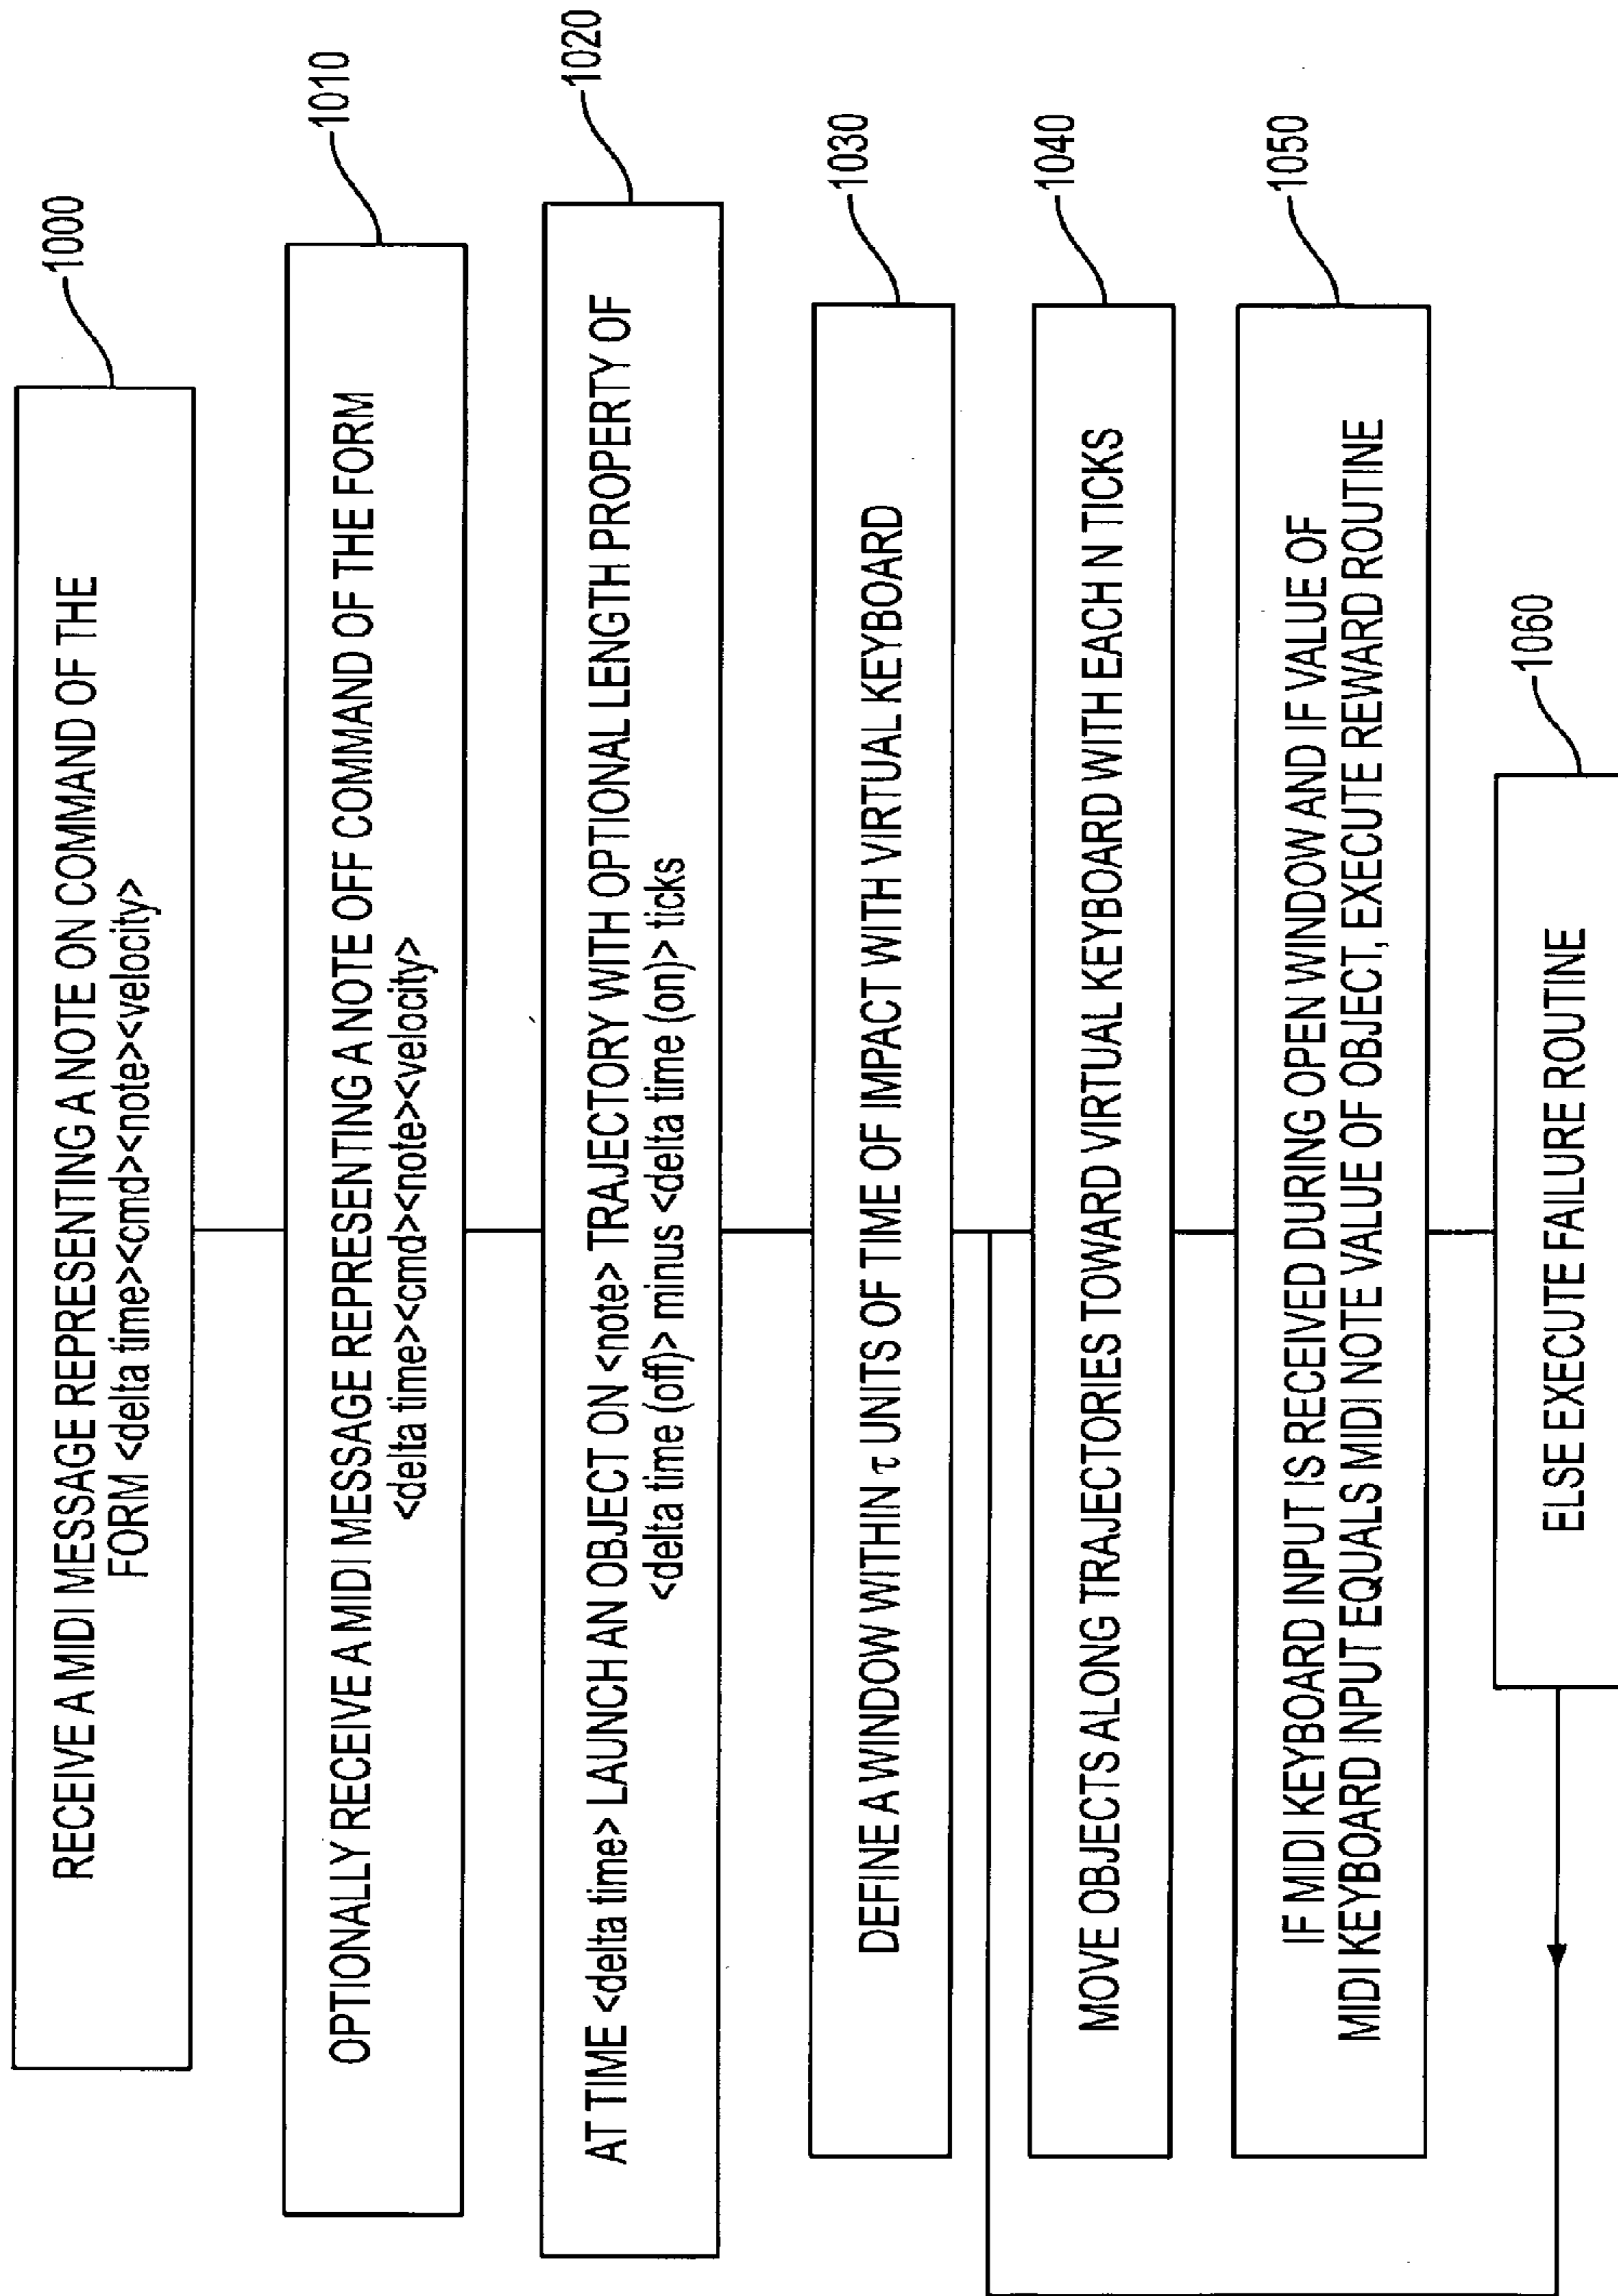 RECEIVE A MIDI MESSAGE REPRESENTING A NOTE ON COMMAND OF THE
FORM <delta time><cmd><note><velocity>
1000
OPTIONALLY RECEIVE A MIDI MESSAGE REPRESENTING A NOTE OFF COMMAND OF THE FORM
<delta time><cmd><note><velocity>
1010
AT TIME <delta time> LAUNCH AN OBJECT ON <note> TRAJECTORY WITH OPTIONAL LENGTH PROPERTY OF
<delta time (off)> minus <delta time (on)> ticks
1020
DEFINE A WINDOW WITHIN τ UNITS OF TIME OF IMPACT WITH VIRTUAL KEYBOARD
1030
MOVE OBJECTS ALONG TRAJECTORIES TOWARD VIRTUAL KEYBOARD WITH EACH N TICKS
1040
IF MIDI KEYBOARD INPUT IS RECEIVED DURING OPEN WINDOW AND IF VALUE OF
MIDI KEYBOARD INPUT EQUALS MIDI NOTE VALUE OF OBJECT, EXECUTE REWARD ROUTINE
1050
ELSE EXECUTE FAILURE ROUTINE
1060